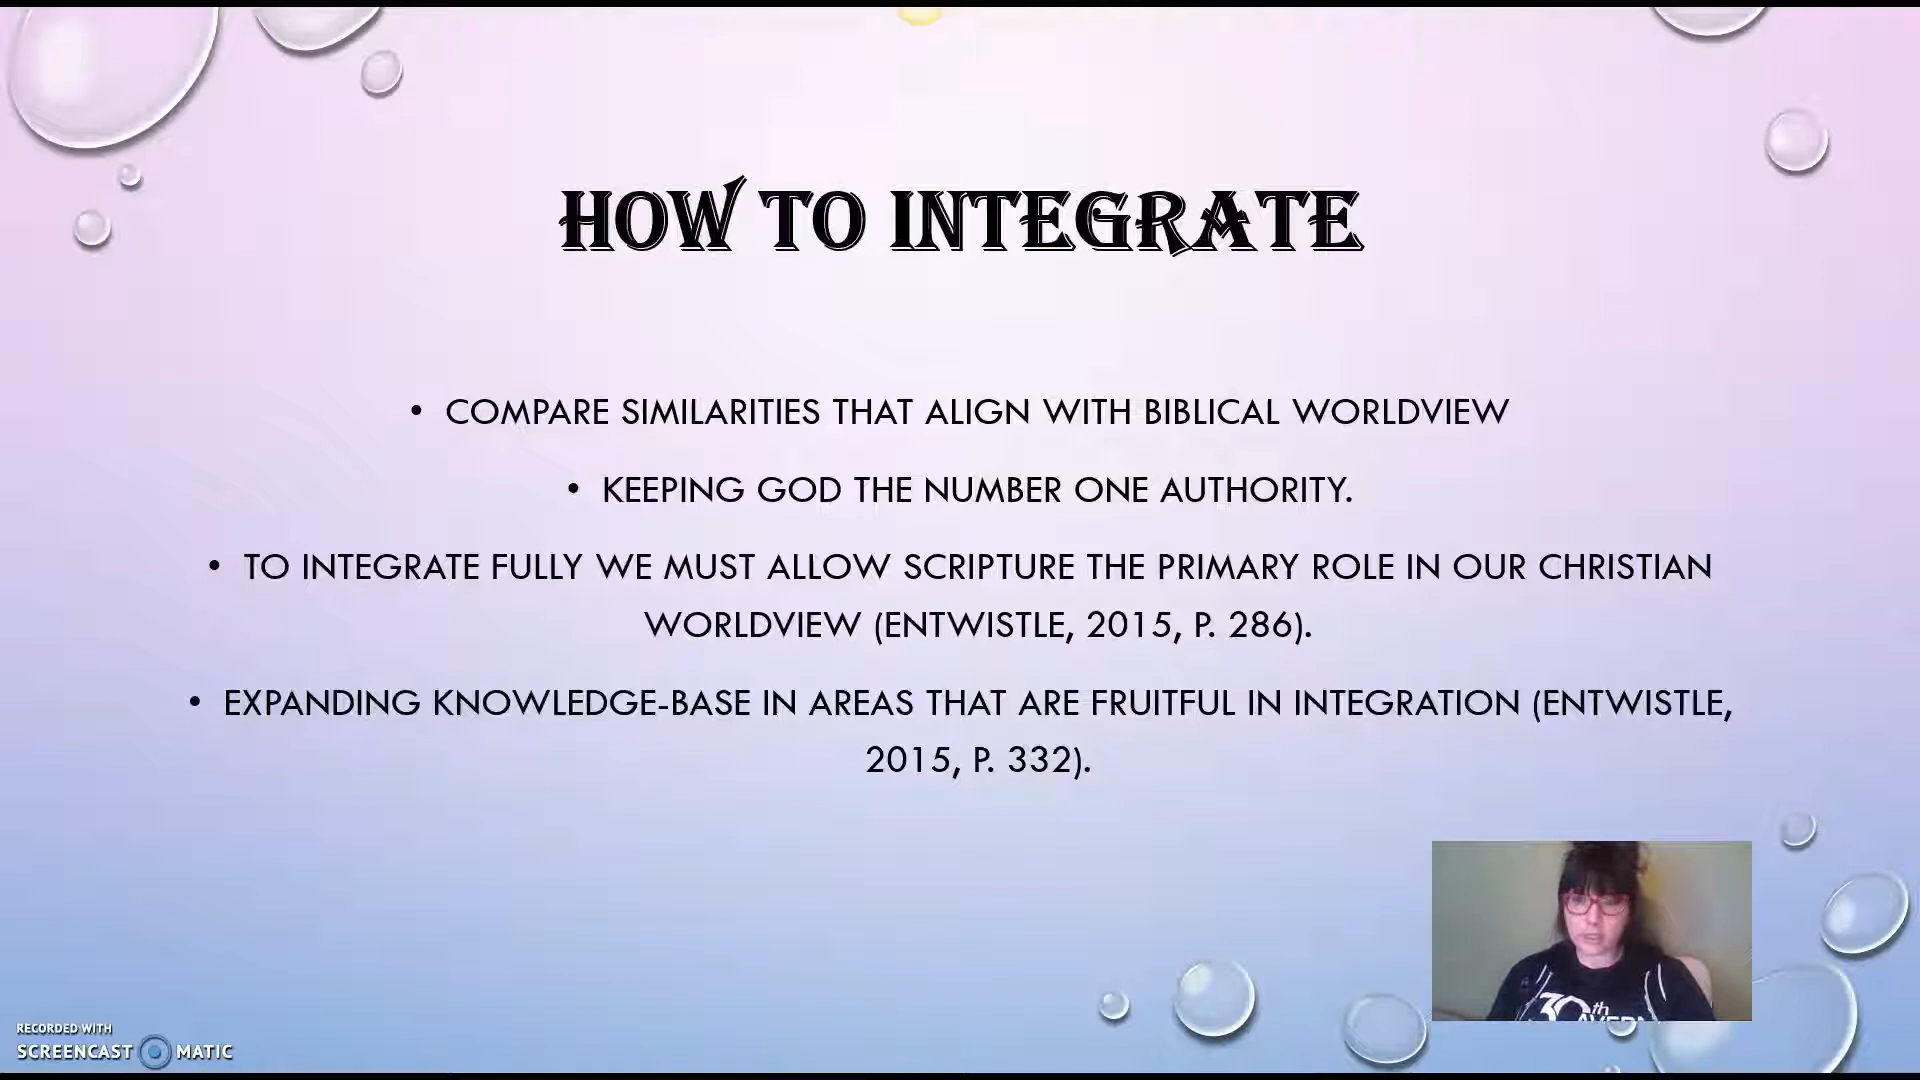 HOW TO INTEGRATE
• COMPARE SIMILARITIES THAT ALIGN WITH BIBLICAL WORLDVIEW
• KEEPING GOD THE NUMBER ONE AUTHORITY.
• TO INTEGRATE FULLY WE MUST ALLOW SCRIPTURE THE PRIMARY ROLE IN OUR CHRISTIAN
WORLDVIEW (ENTWISTLE, 2015, P. 286).
• EXPANDING KNOWLEDGE-BASE IN AREAS THAT ARE FRUITFUL IN INTEGRATION (ENTWISTLE,
2015, P. 332).
30th
RECORDED WITH
SCREENCAST MATIC